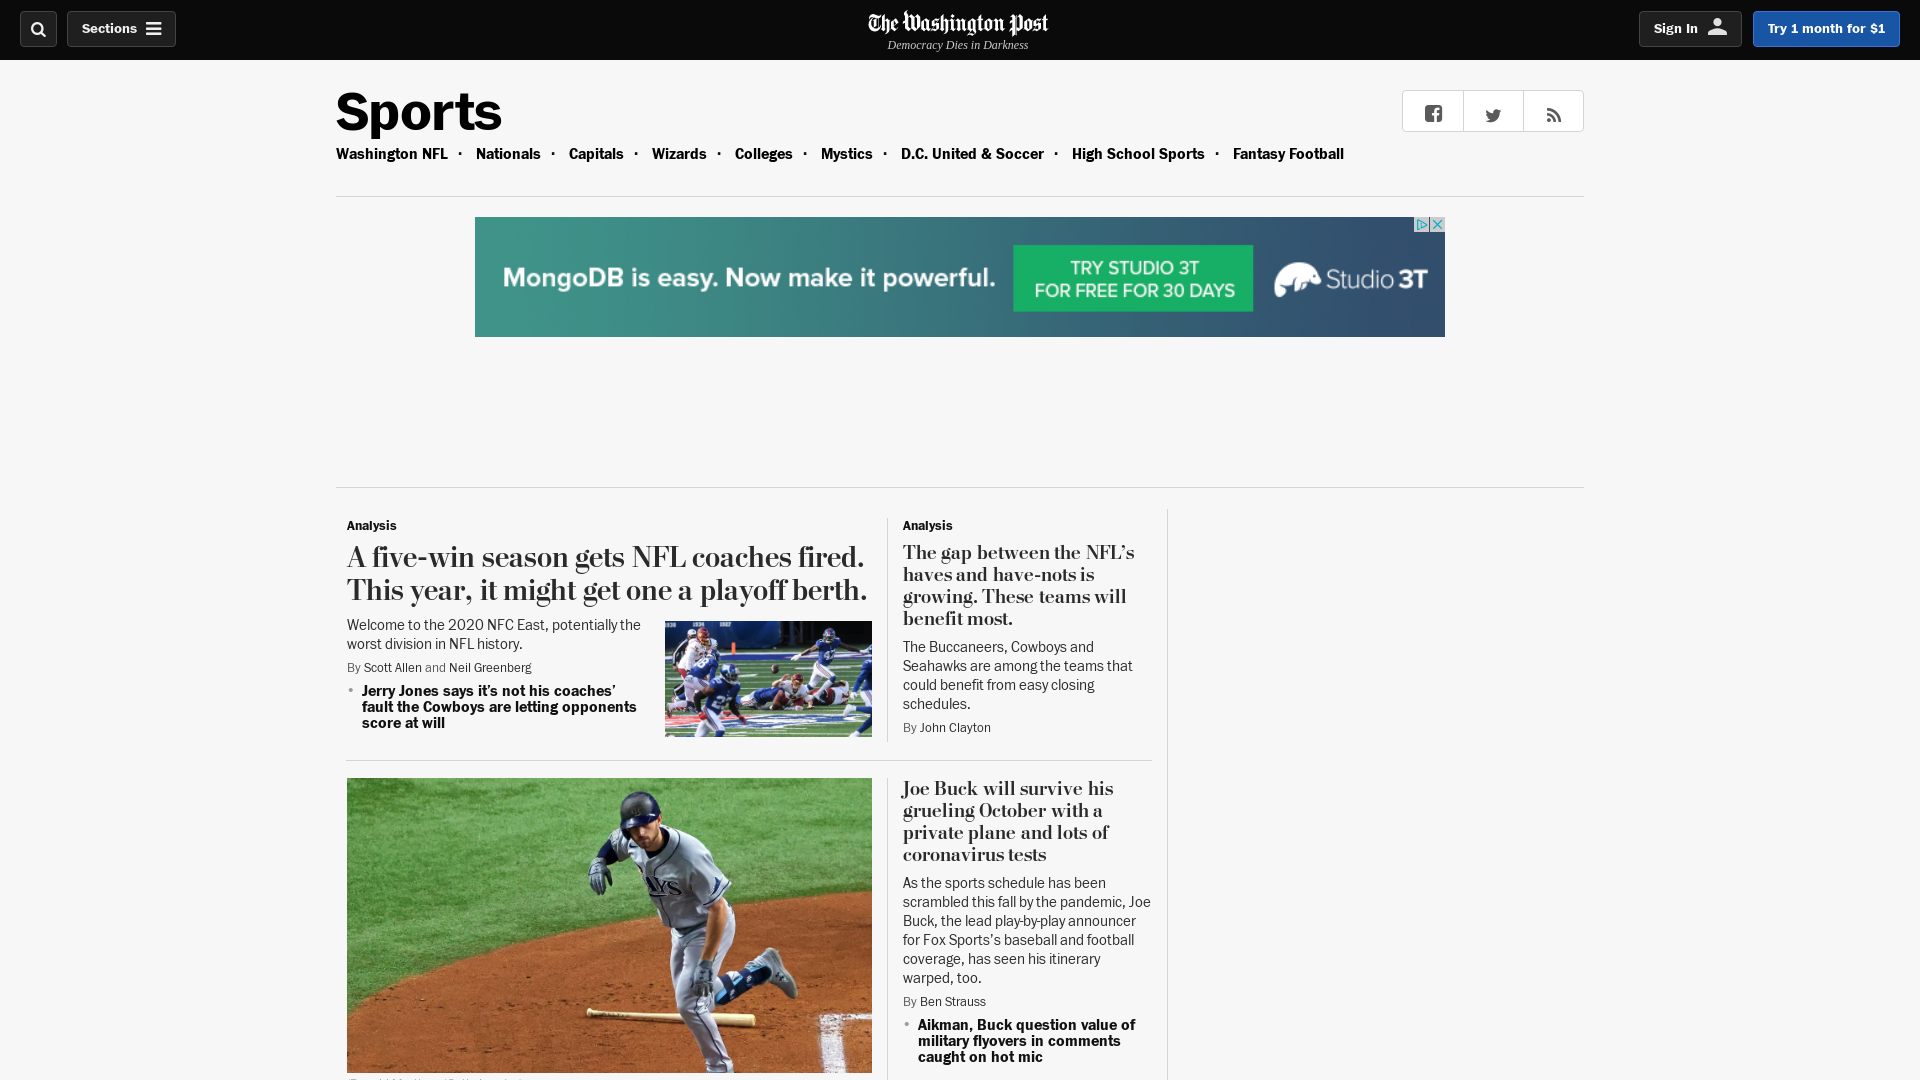 Sections
The Washington Post
Democracy Dies in Darkness
Sign In
Try 1 month for $1
Sports
Washington NFL · Nationals · Capitals · Wizards · Colleges · Mystics · D.C. United & Soccer · High School Sports · Fantasy Football
MongoDB is easy. Now make it powerful.
TRY STUDIO 3T
FOR FREE FOR 30 DAYS
Studio 3T
Analysis
A five-win season gets NFL coaches fired.
This year, it might get one a playoff berth.
Welcome to the 2020 NFC East, potentially the
worst division in NFL history.
By Scott Allen and Neil Greenberg
• Jerry Jones says it’s not his coaches’
fault the Cowboys are letting opponents
score at will
Analysis
The gap between the NFL’s
haves and have-nots is
growing. These teams will
benefit most.
The Buccaneers, Cowboys and
Seahawks are among the teams that
could benefit from easy closing
schedules.
By John Clayton
Joe Buck will survive his
grueling October with a
private plane and lots of
coronavirus tests
As the sports schedule has been
scrambled this fall by the pandemic, Joe
Buck, the lead play-by-play announcer
for Fox Sports’s baseball and football
coverage, has seen his itinerary
warped, too.
By Ben Strauss
• Aikman, Buck question value of
military flyovers in comments
caught on hot mic